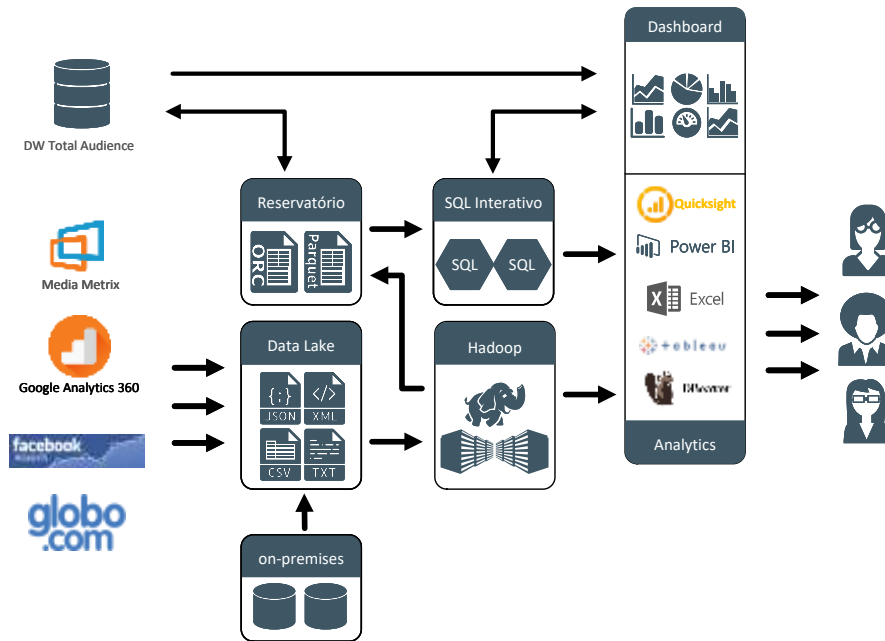 Dashboard
DW Total Audience
Reservatório
ORC
Parquet
SQL Interativo
SQL
SQL
Quicksight
Power BI
Excel
tableau
DBeaver
Analytics
Media Metrix
Google Analytics 360
facebook
globo
.com
Data Lake
{;}
JSON
</>
XML
CSV
TXT
Hadoop
on-premises